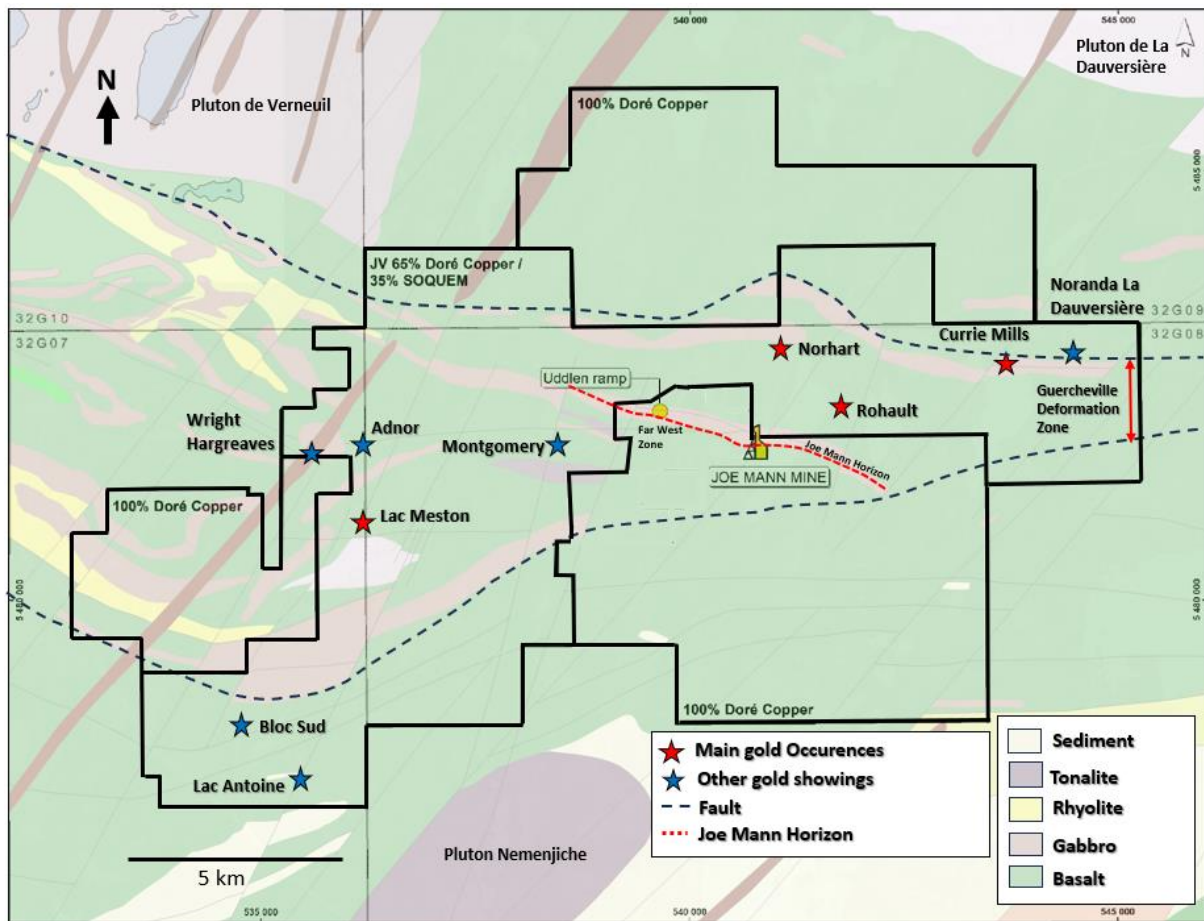 540 000
545 000
N
N
Pluton de Verneuil
Pluton de La
Dauversière
100% Doré Copper
5 485 000
JV 65% Doré Copper /
35% SOQUEM
Noranda La
Dauversière
32G10
32G09
32G07
32G08
Norhart
Currie Mills
Uddlen ramp
Guercheville
Deformation
Zone
Wright
Hargreaves
Adnor
Montgomery
Far West
Zone
Rohault
Joe Mann Horizon
JOE MANN MINE
100% Doré Copper
Lac Meston
5 480 000
5 480 000
100% Doré Copper
Bloc Sud
Lac Antoine
Pluton Nemenjiche
5 km
Main gold Occurences
Other gold showings
Fault
Joe Mann Horizon
Sediment
Tonalite
Rhyolite
Gabbro
Basalt
535 000
540 000
545 000